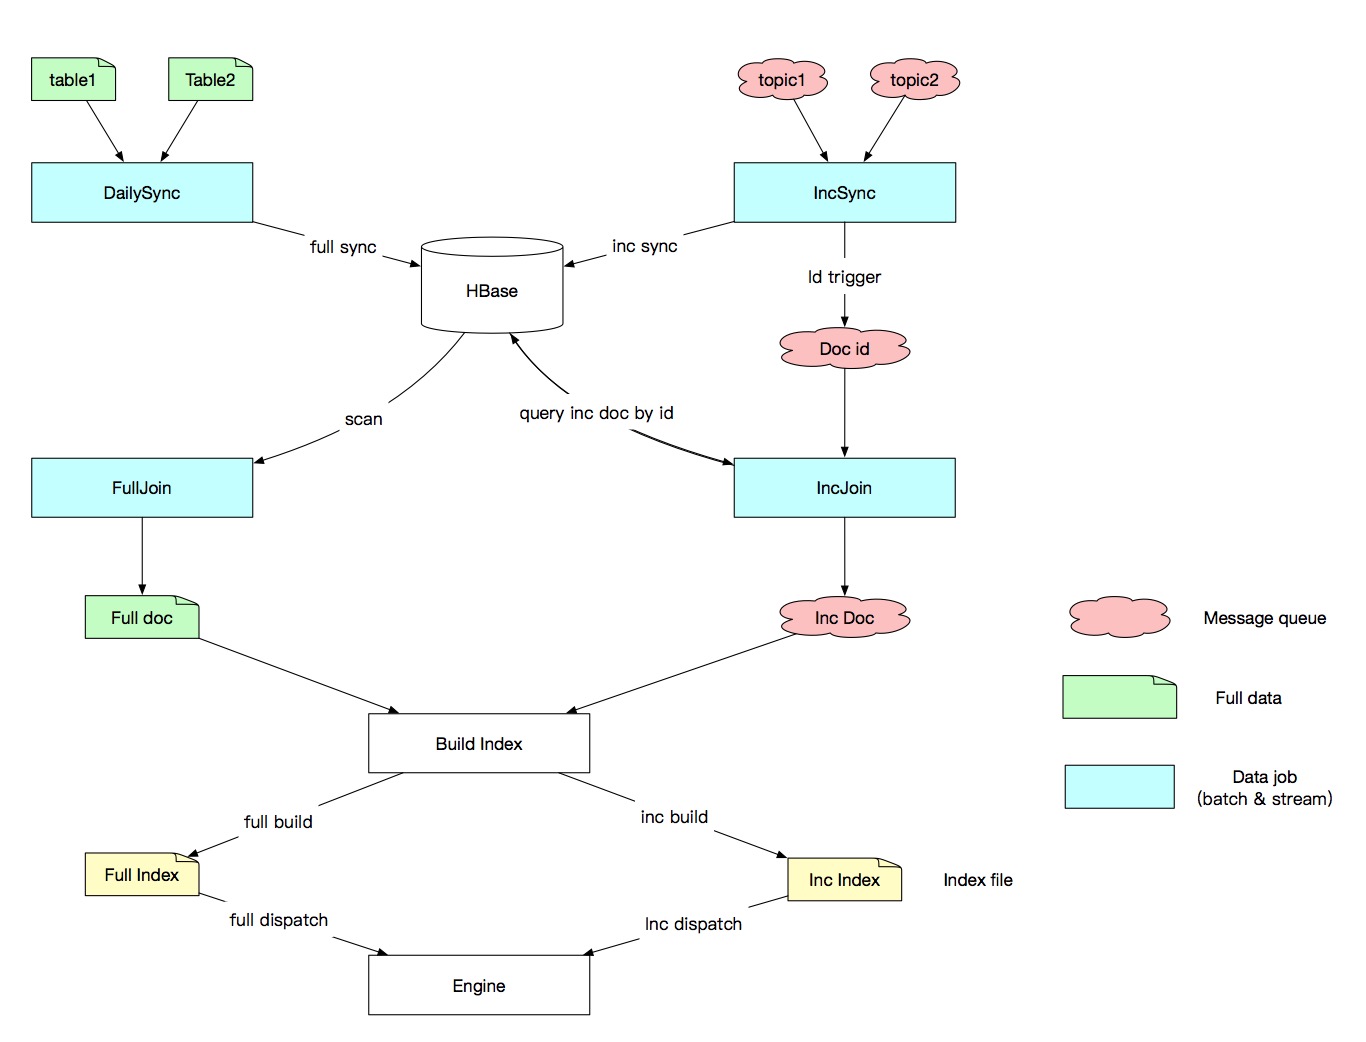 table1
Table2
topic1
topic2
DailySync
IncSync
full sync
inc sync
HBase
Id trigger
Doc id
scan
query inc doc by id
FullJoin
IncJoin
Full doc
Inc Doc
Message queue
Full data
Build Index
Data job
(batch & stream)
full build
inc build
Full Index
Inc Index
Index file
full dispatch
Inc dispatch
Engine